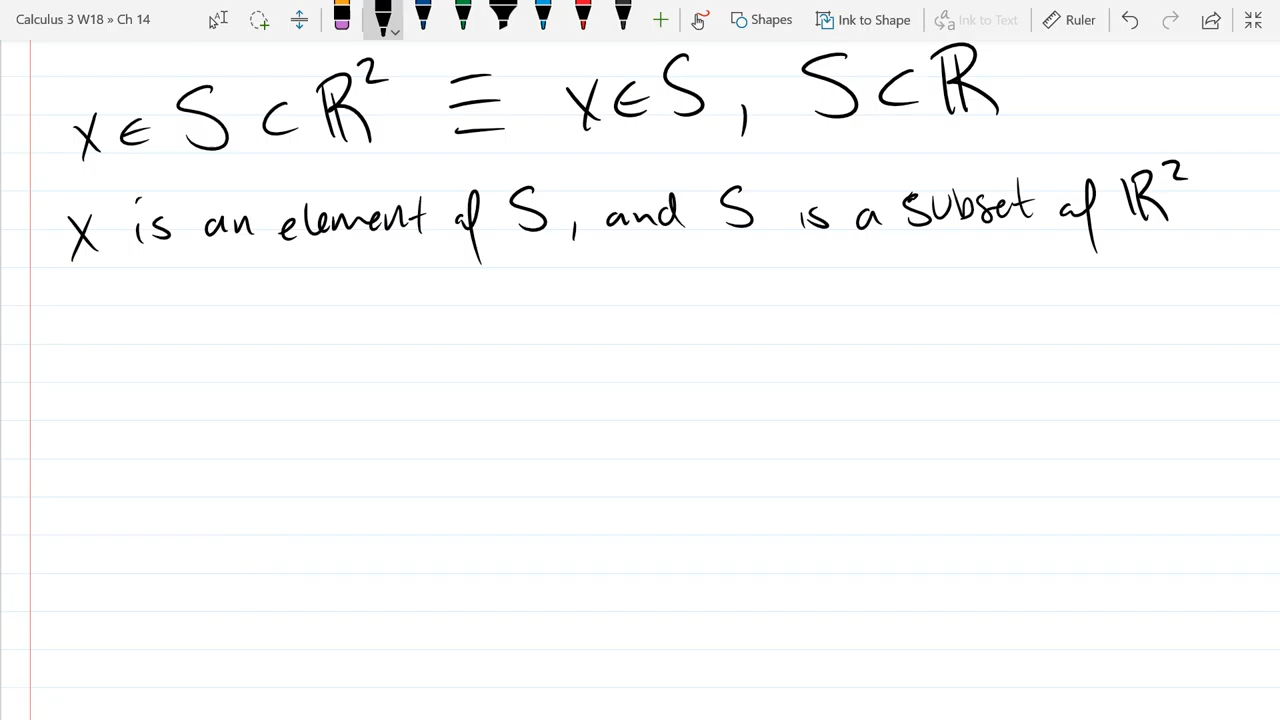 Calculus 3 W18 » Ch 14 Shapes Ink to Shape Ink to Text Ruler
x ∈ S ⊂ ℝ² ≡ x ∈ S, S ⊂ ℝ
x is an element of S, and S is a subset of ℝ²